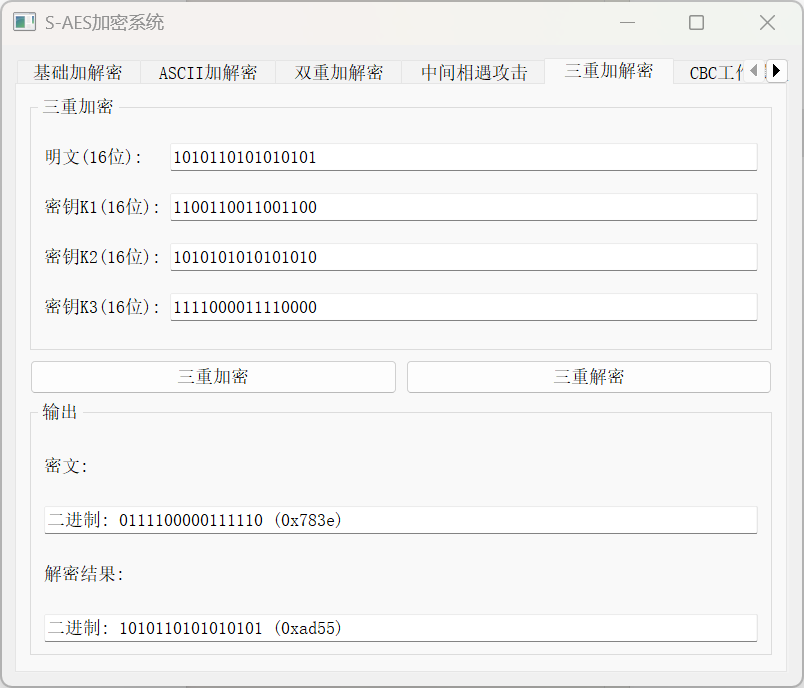 S-AES加密系统
基础加解密 ASCII加解密 双重加解密 中间相遇攻击 三重加解密 CBC工
三重加密
明文(16位): 1010110101010101
密钥K1(16位): 1100110011001100
密钥K2(16位): 1010101010101010
密钥K3(16位): 1111000011110000
三重加密 三重解密
输出
密文:
二进制: 0111100000111110 (0x783e)
解密结果:
二进制: 1010110101010101 (0xad55)